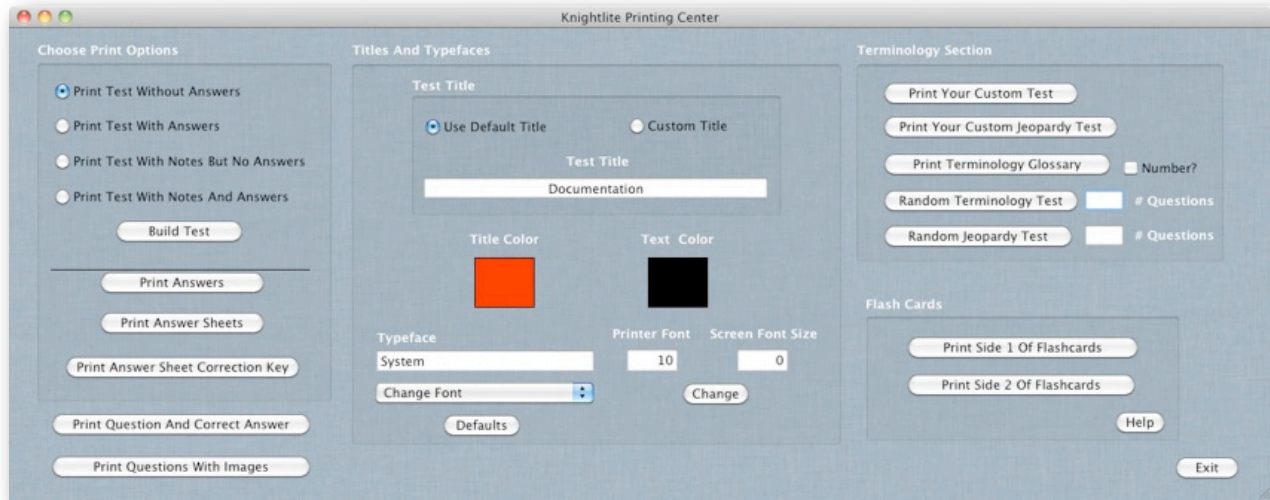 Knightlite Printing Center
Choose Print Options
Print Test Without Answers
Print Test With Answers
Print Test With Notes But No Answers
Print Test With Notes And Answers
Build Test
Print Answers
Print Answer Sheets
Print Answer Sheet Correction Key
Print Question And Correct Answer
Print Questions With Images
Titles And Typefaces
Test Title
Use Default Title
Custom Title
Test Title
Documentation
Title Color
Text Color
Typeface
Printer Font
Screen Font Size
System
10
0
Change Font
Change
Defaults
Terminology Section
Print Your Custom Test
Print Your Custom Jeopardy Test
Print Terminology Glossary
Number?
Random Terminology Test
# Questions
Random Jeopardy Test
# Questions
Flash Cards
Print Side 1 Of Flashcards
Print Side 2 Of Flashcards
Help
Exit